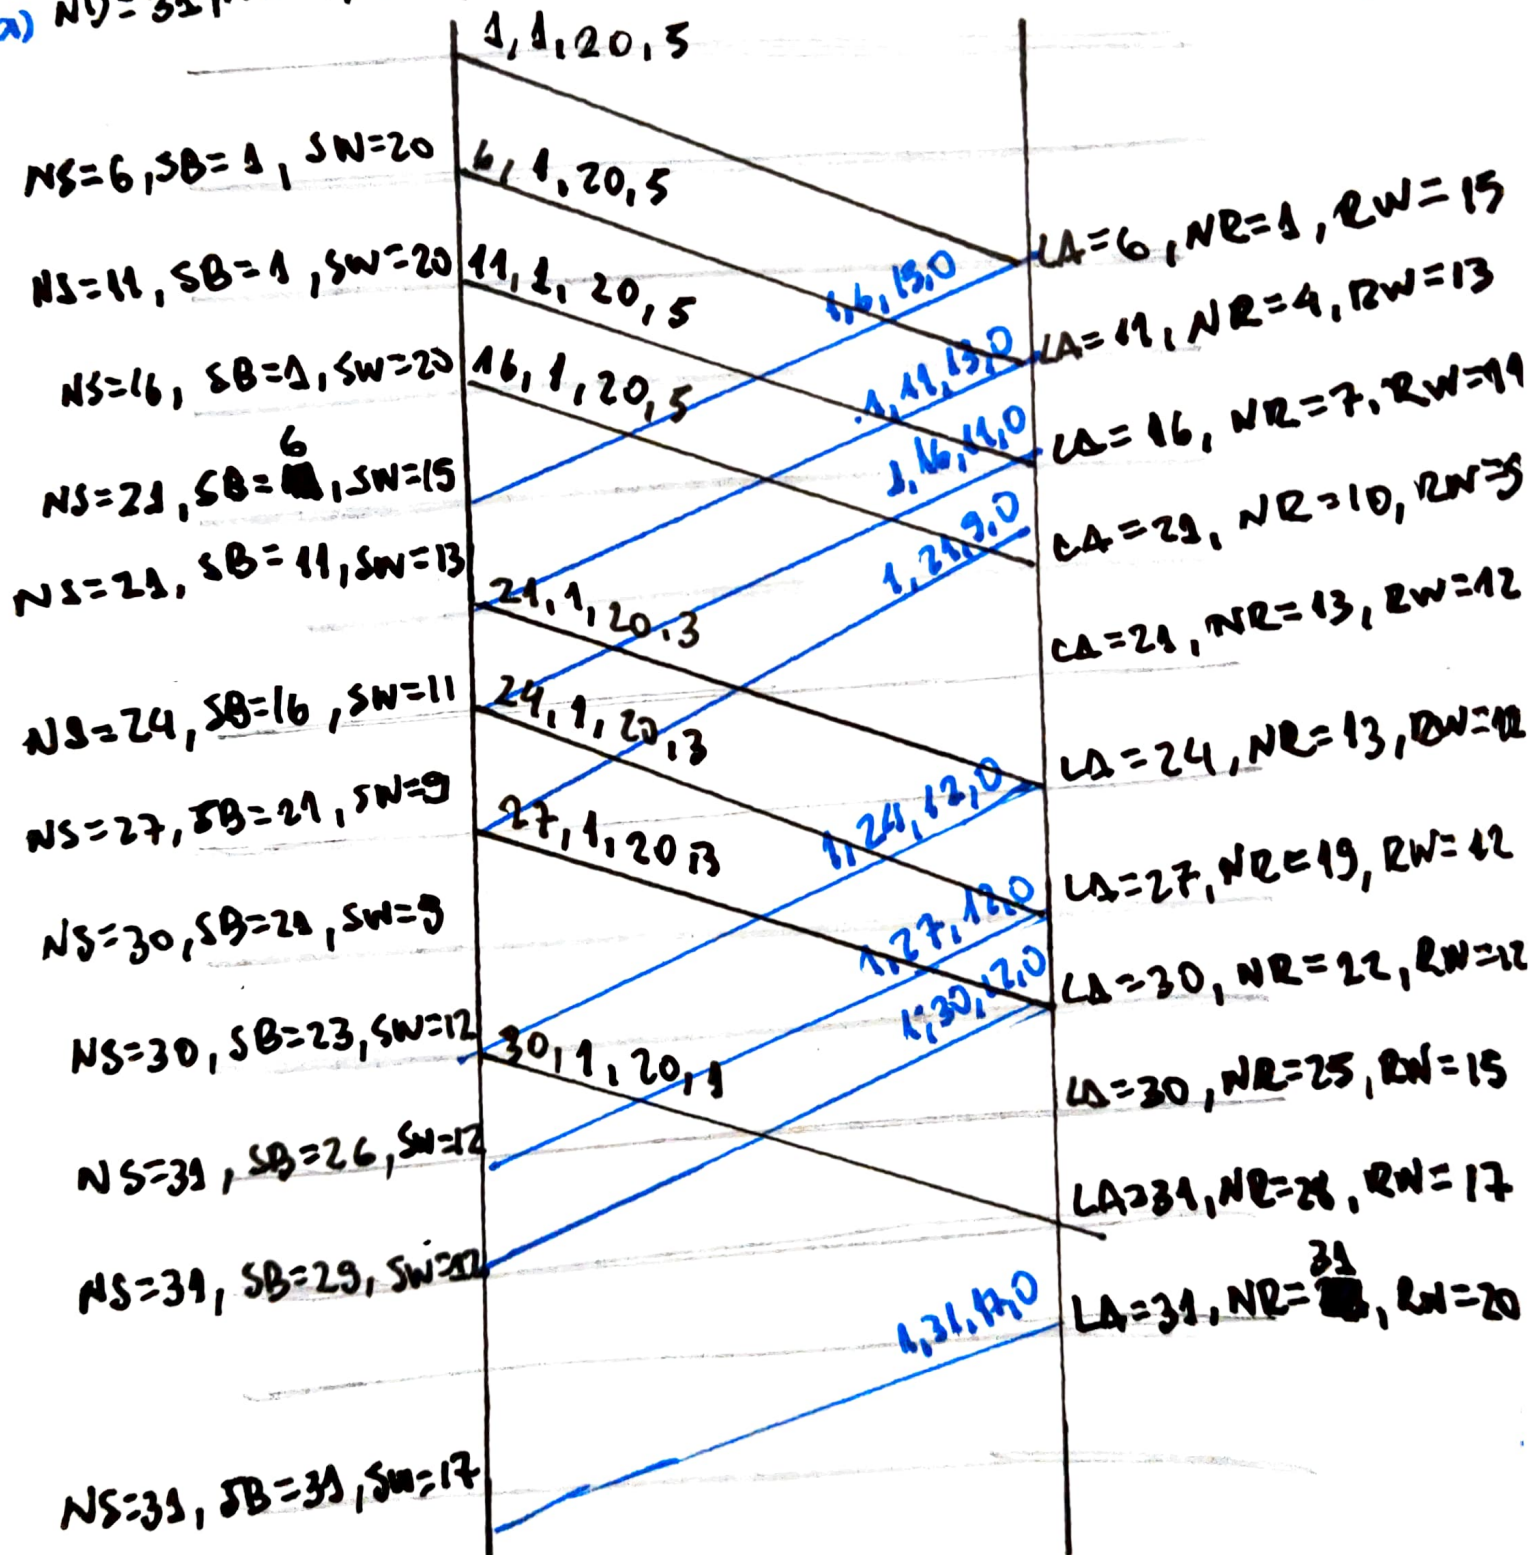 a) ND=31
1,1,20,5
NS=6,SB=1, SW=20
6,1,20,5
LA=6,NR=1,RW=15
NS=11,SB=1,SW=20
11,1,20,5
1,6,15,0
LA=11,NR=4,RW=13
NS=16, SB=1,SW=20
16,1,20,5
1,11,13,0
LA=16, NR=7, RW=11
6
NS=21,SB=,SW=15
1,16,11,0
LA=21, NR=10, RW=9
NS=21, SB=11,SW=13
21,1,20,3
1,21,9,0
LA=21,NR=13,RW=12
NS=24,SB=16,SW=11
24,1,20,3
LA=24,NR=13,RW=12
NS=27,SB=21,SW=9
27,1,20,3
1,24,12,0
LA=27,NR=19,RW=12
NS=30,SB=21,SW=9
1,27,12,0
LA=30,NR=22,RW=12
NS=30,SB=23,SW=12
30,1,20,1
1,30,12,0
LA=30,NR=25,RW=15
NS=31,SB=26,SW=12
LA=31,NR=28,RW=17
NS=31,SB=29,SW=12
1,31,17,0
31
LA=31,NR=,RW=20
NS=31,SB=31,SW=17